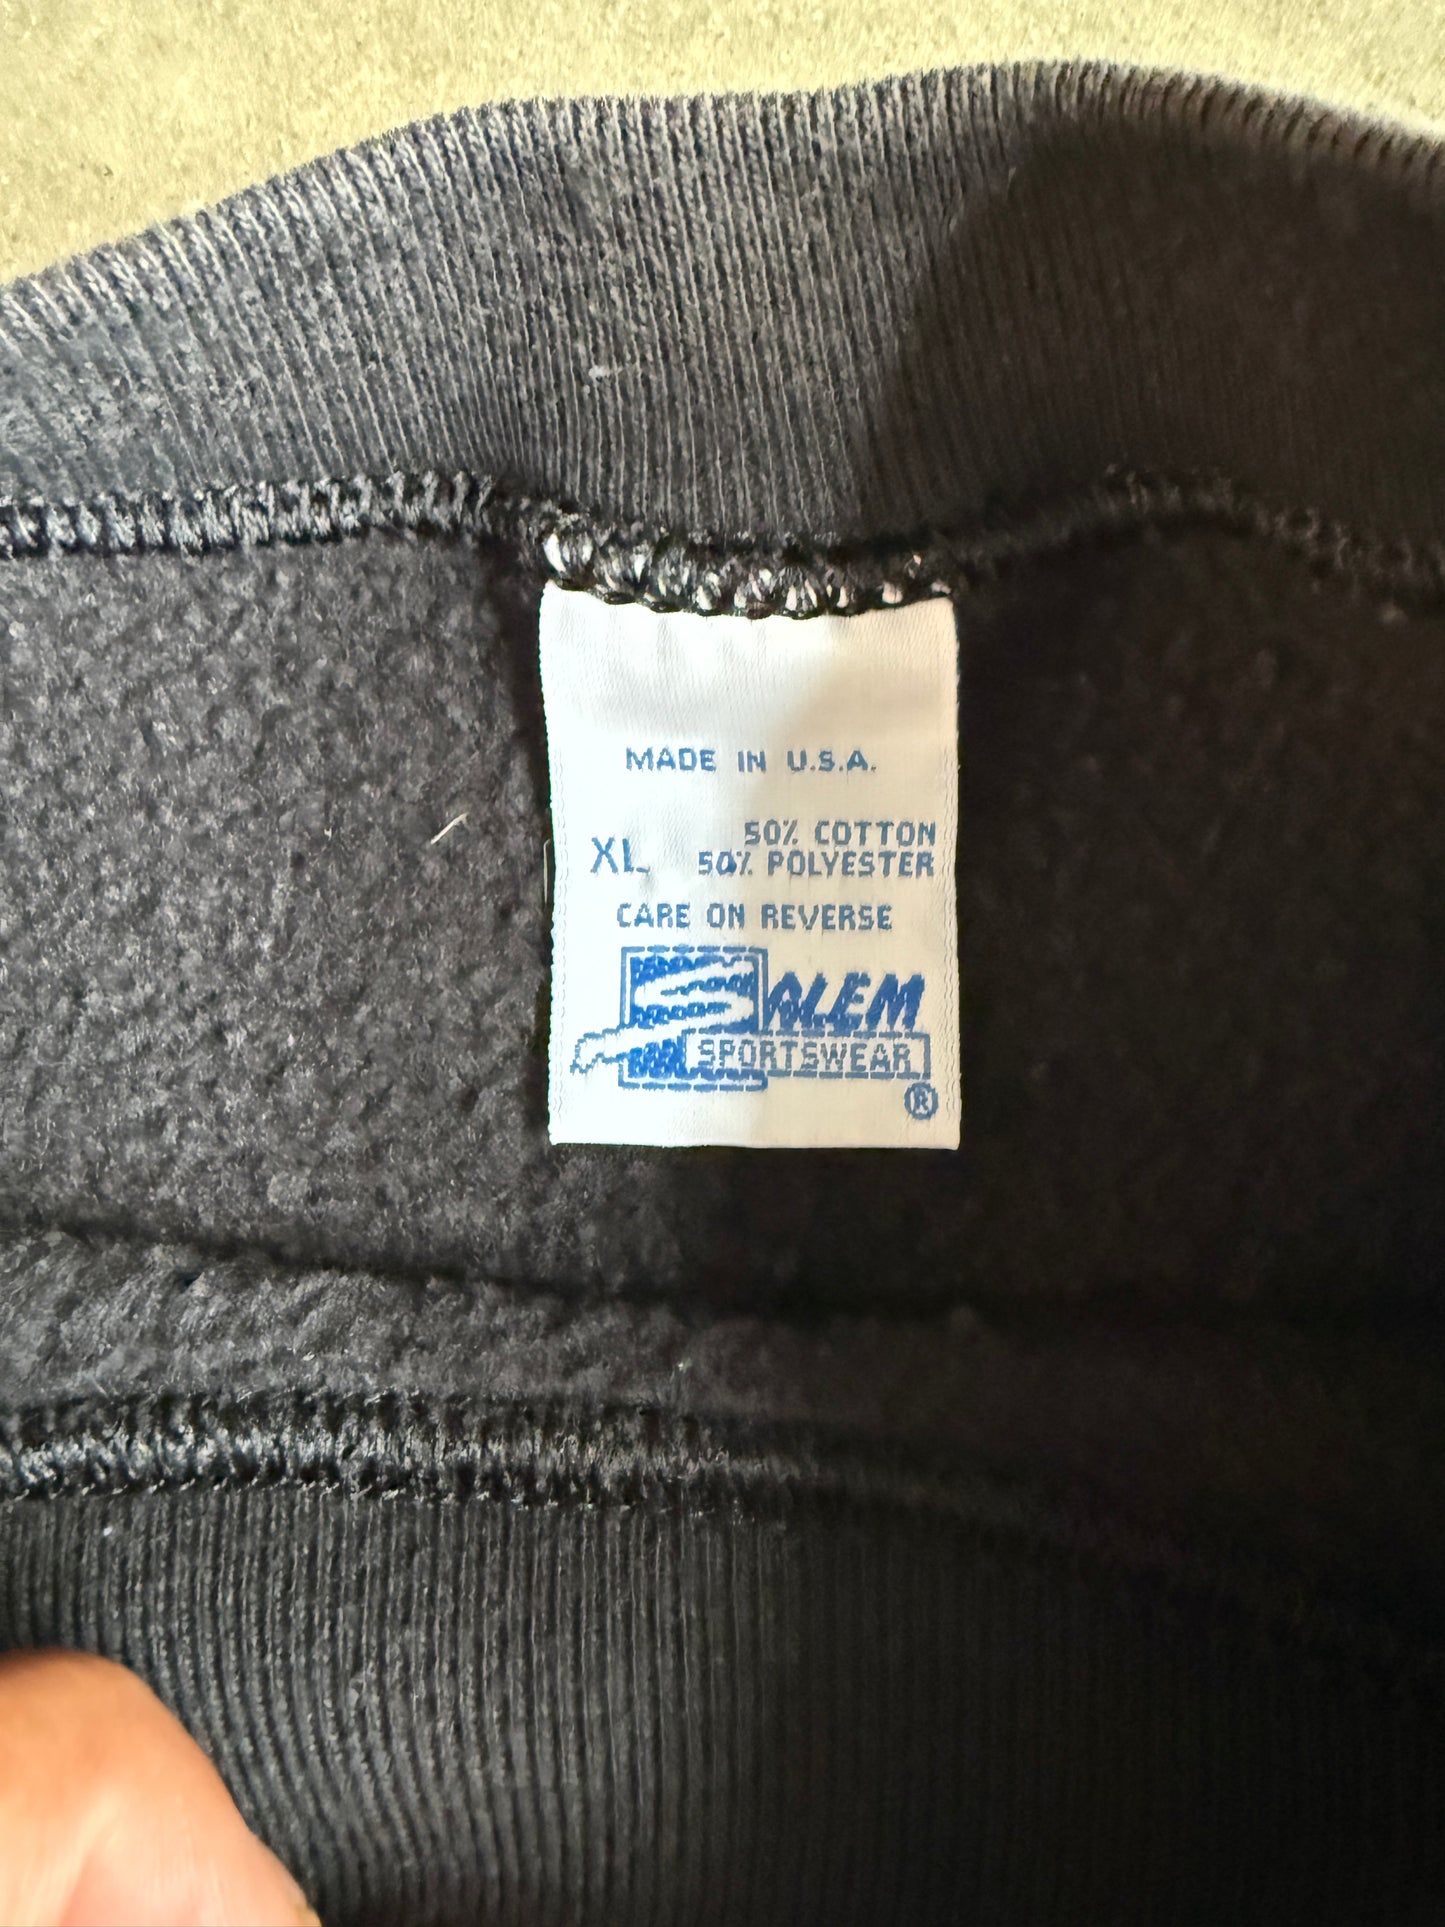 MADE IN U.S.A.
XL 50% COTTON
50% POLYESTER
CARE ON REVERSE
SALEM
SPORTSWEAR
®